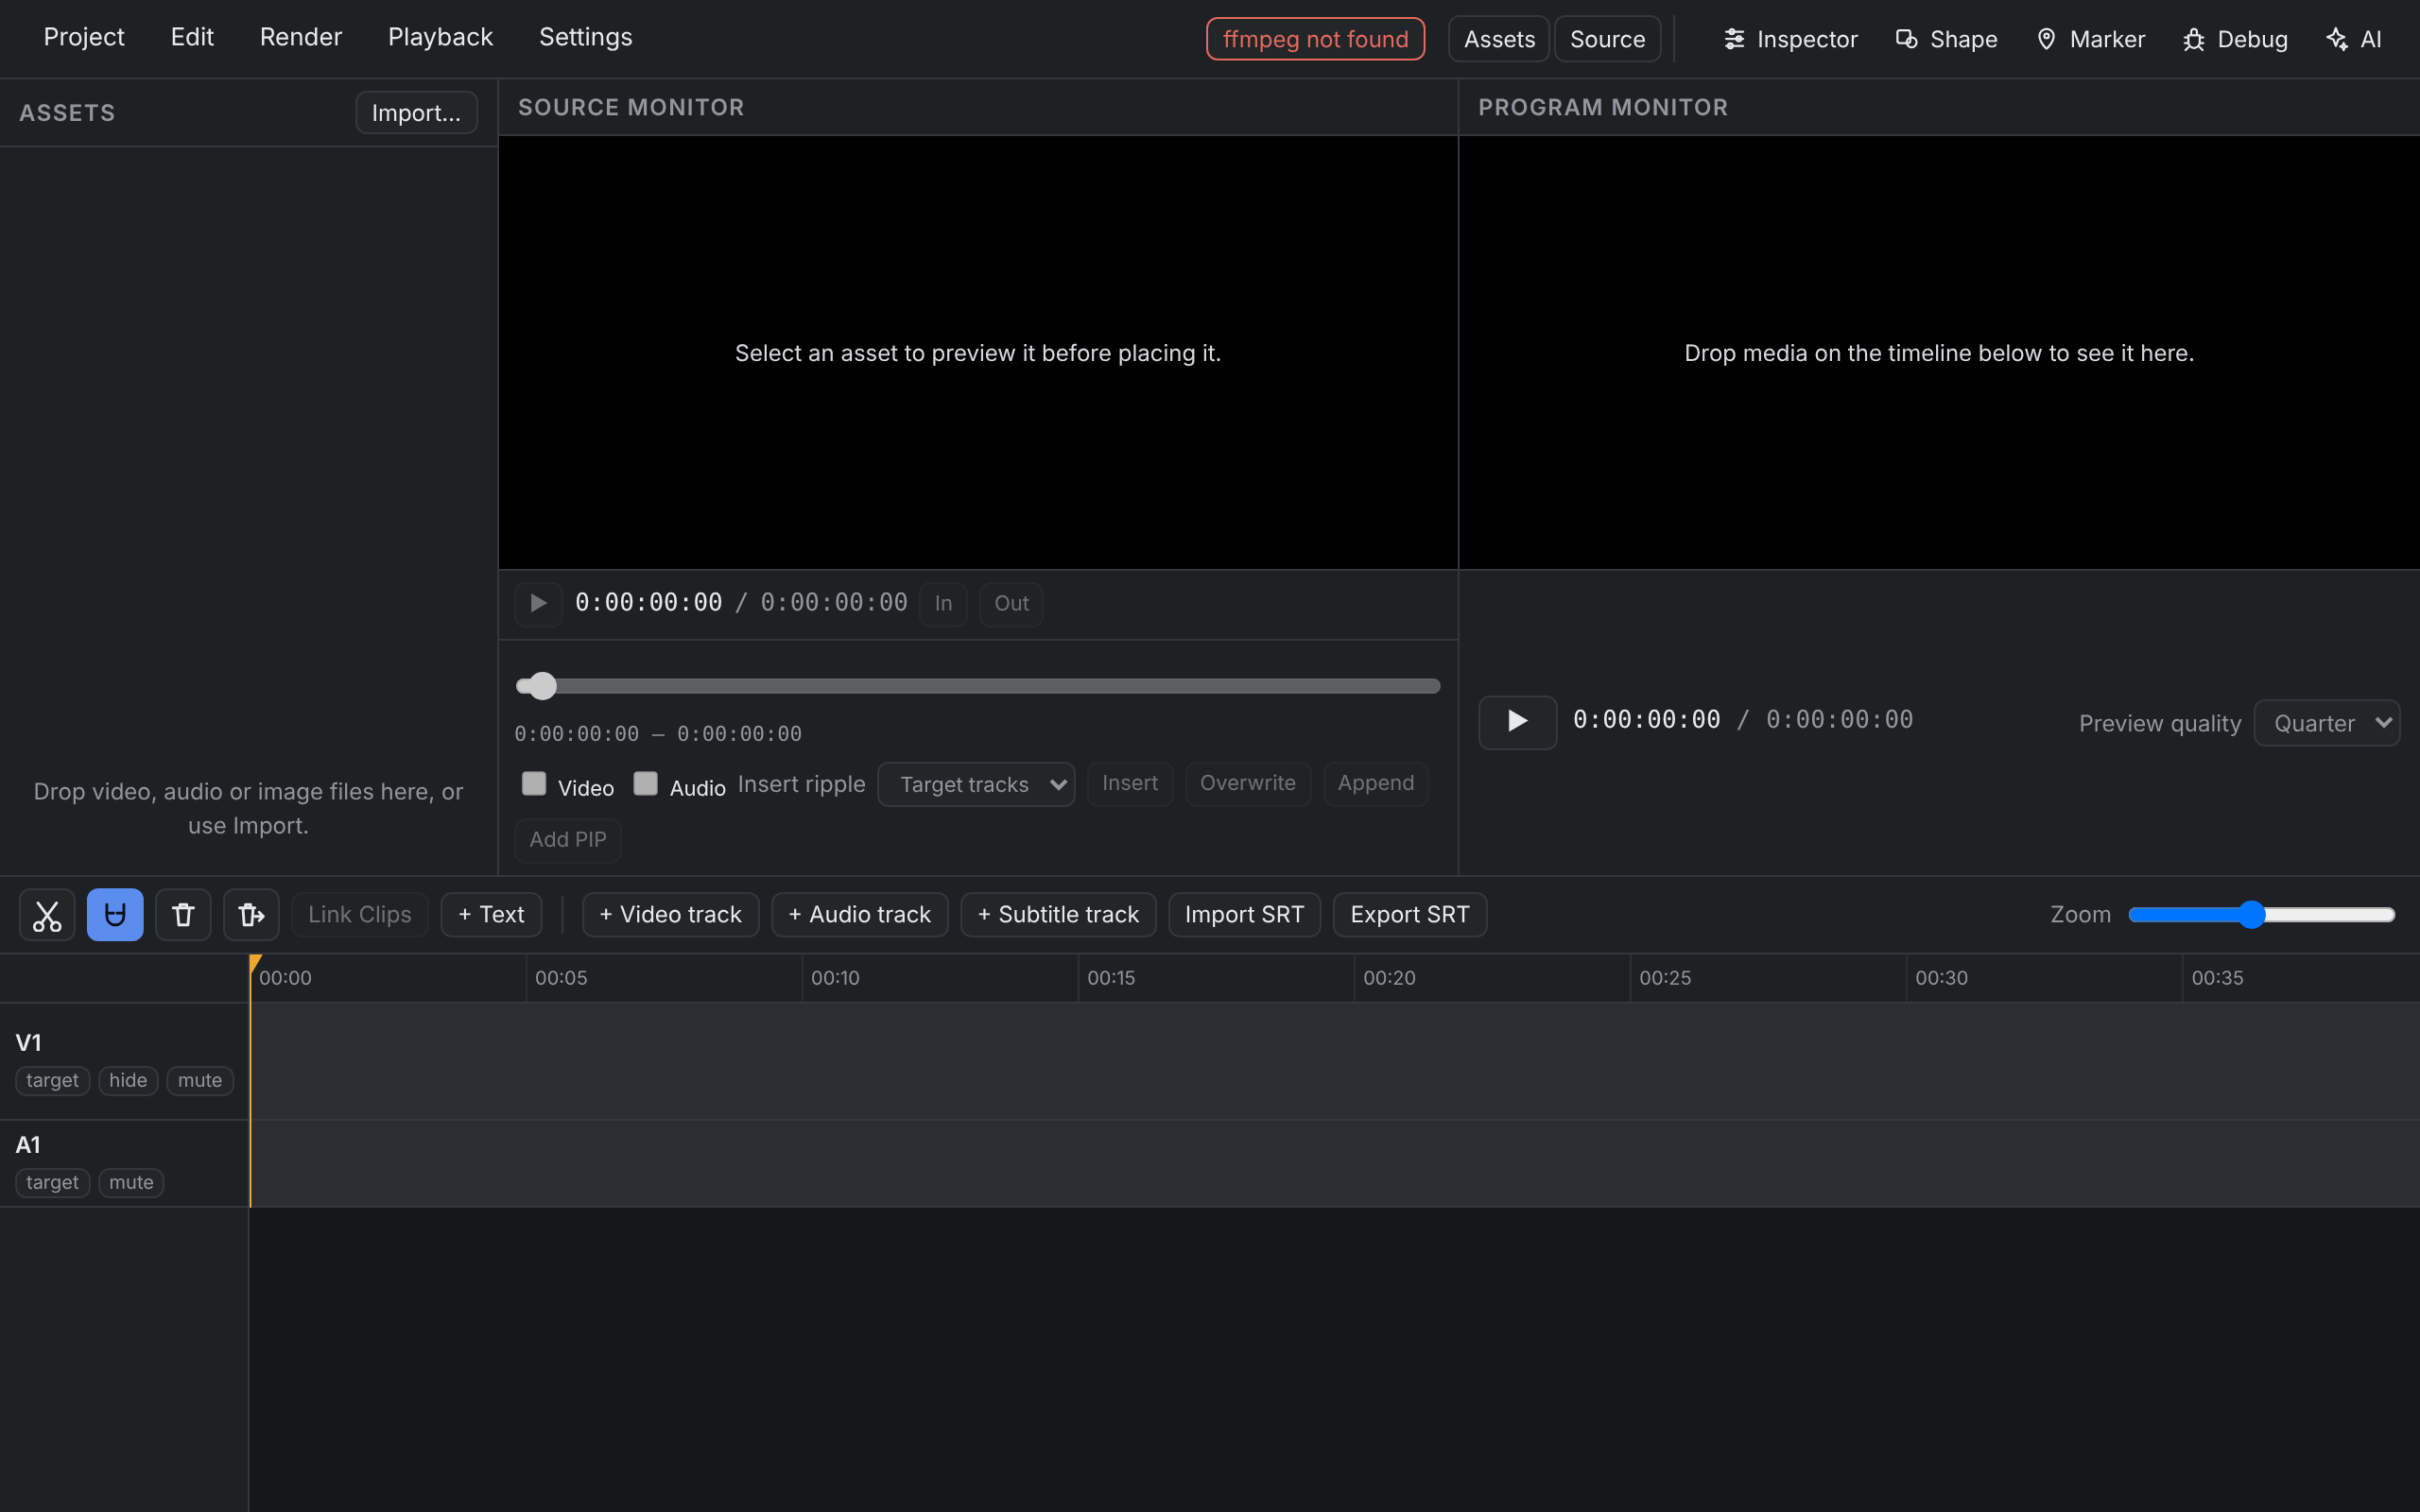 Project Edit Render Playback Settings ffmpeg not found Assets Source Inspector Shape Marker Debug AI
ASSETS Import...
SOURCE MONITOR
PROGRAM MONITOR
Select an asset to preview it before placing it.
Drop media on the timeline below to see it here.
Drop video, audio or image files here, or
use Import.
0:00:00:00 / 0:00:00:00 In Out
0:00:00:00 — 0:00:00:00
Video Audio Insert ripple Target tracks Insert Overwrite Append
Add PIP
0:00:00:00 / 0:00:00:00 Preview quality Quarter
Link Clips + Text + Video track + Audio track + Subtitle track Import SRT Export SRT Zoom
00:00 00:05 00:10 00:15 00:20 00:25 00:30 00:35
V1
target hide mute
A1
target mute